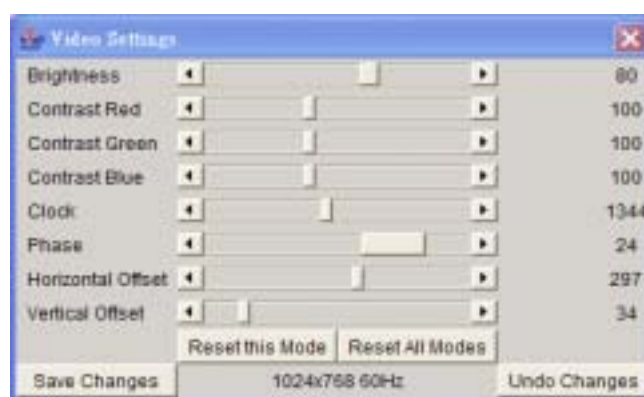 Video Settings
Brightness 80
Contrast Red 100
Contrast Green 100
Contrast Blue 100
Clock 1344
Phase 24
Horizontal Offset 297
Vertical Offset 34
Reset this Mode Reset All Modes
Save Changes 1024x768 60Hz Undo Changes